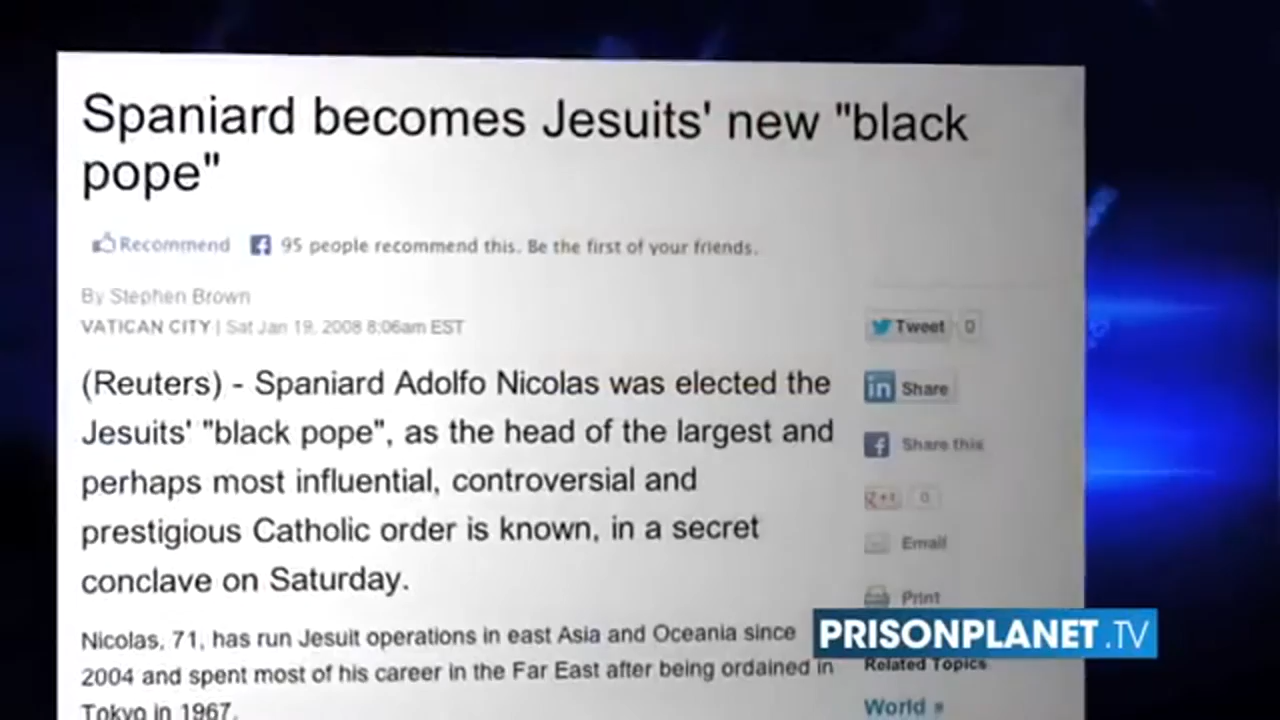 Spaniard becomes Jesuits' new "black
pope"
Recommend 95 people recommend this. Be the first of your friends.
By Stephen Brown
VATICAN CITY | Sat Jan 19, 2008 8:06am EST
Tweet 0
(Reuters) - Spaniard Adolfo Nicolas was elected the
Share
Jesuits' "black pope", as the head of the largest and
Share this
perhaps most influential, controversial and
+1 0
prestigious Catholic order is known, in a secret
Email
conclave on Saturday.
Print
Nicolas, 71, has run Jesuit operations in east Asia and Oceania since
PRISONPLANET.TV
2004 and spent most of his career in the Far East after being ordained in
Related Topics
Tokyo in 1967.
World »